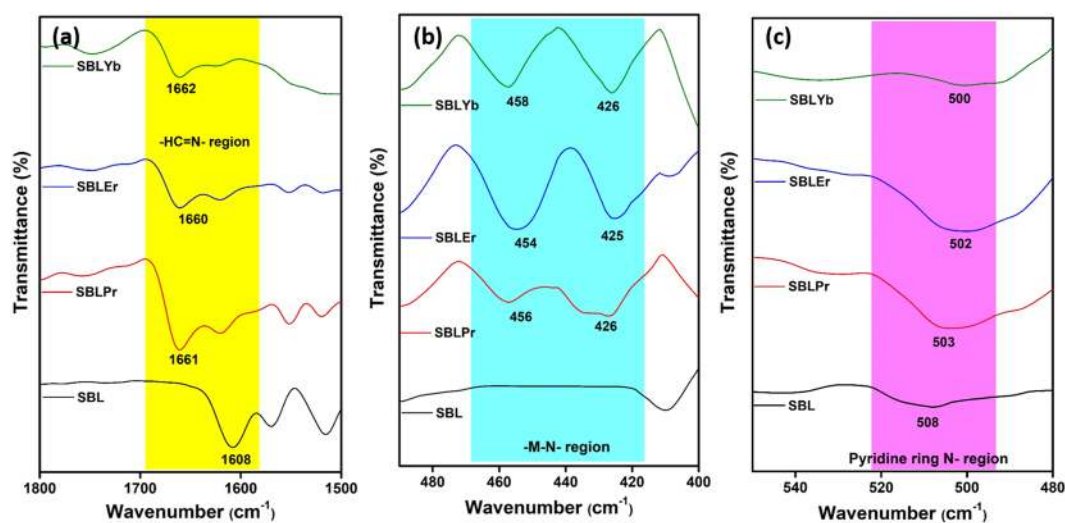 (a)
SBLYb
1662
-HC=N- region
SBLEr
1660
SBLPr
1661
SBL
1608
Transmittance (%)
1800
1700
1600
1500
Wavenumber (cm⁻¹)
(b)
SBLYb
458
426
SBLEr
454
425
SBLPr
456
426
SBL
-M-N- region
Transmittance (%)
480
460
440
420
400
Wavenumber (cm⁻¹)
(c)
SBLYb
500
SBLEr
502
SBLPr
503
SBL
508
Pyridine ring N- region
Transmittance (%)
540
520
500
480
Wavenumber (cm⁻¹)